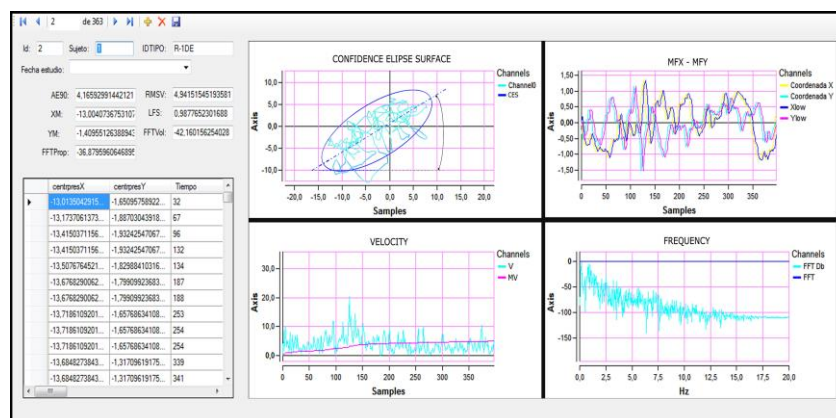 2 de 363
Id: 2 Sujeto: 1 IDTIPO: R-1DE
Fecha estudio:
AE90: 4,16592991442121 RMSV: 4,94151545193581
XM: -13,0040736753107 LFS: 0,9877652301688
YM: -1,40955126388943 FFTVol: -42,160156254028
FFTProp: -36,8795960646895
centrpresX centrpresY Tiempo
-13,0135042915... -1,65095758922... 32
-13,1737061373... -1,88703043918... 67
-13,4150371156... -1,93242547067... 96
-13,4150371156... -1,93242547067... 132
-13,5076764521... -1,82988410316... 134
-13,6768290062... -1,79909923683... 187
-13,6768290062... -1,79909923683... 188
-13,7186109201... -1,65768634108... 253
-13,7186109201... -1,65768634108... 254
-13,7186109201... -1,65768634108... 254
-13,6848273843... -1,31709619175... 339
-13,6848273843... -1,31709619175... 341
CONFIDENCE ELIPSE SURFACE
Channels
Channel0
CES
Axis
10,0
5,0
0,0
-5,0
-10,0
-20,0 -15,0 -10,0 -5,0 0,0 5,0 10,0 15,0 20,0
Samples
MFX - MFY
Channels
Coordenada X
Coordenada Y
Xlow
Ylow
Axis
1,50
1,00
0,50
0,00
-0,50
-1,00
-1,50
0 50 100 150 200 250 300 350
Samples
VELOCITY
Channels
V
MV
Axis
30,0
20,0
10,0
0,0
0 50 100 150 200 250 300 350
Samples
FREQUENCY
Channels
FFT Db
FFT
Axis
0
-50
-100
-150
0,0 2,5 5,0 7,5 10,0 12,5 15,0 17,5 20,0
Hz